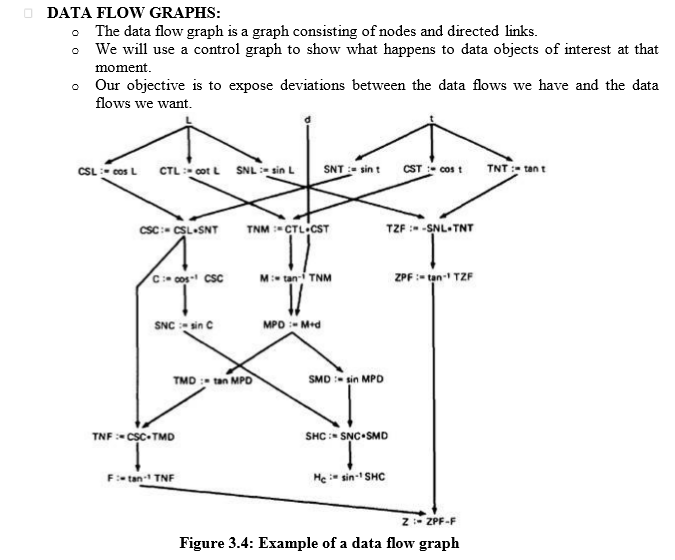 DATA FLOW GRAPHS:
o The data flow graph is a graph consisting of nodes and directed links.
o We will use a control graph to show what happens to data objects of interest at that
moment.
o Our objective is to expose deviations between the data flows we have and the data
flows we want.
L d t
CSL := cos L CTL := cot L SNL := sin L SNT := sin t CST := cos t TNT := tan t
CSC := CSL•SNT TNM := CTL•CST TZF := -SNL•TNT
C := cos⁻¹ CSC M := tan⁻¹ TNM ZPF := tan⁻¹ TZF
SNC := sin C MPD := M+d
TMD := tan MPD SMD := sin MPD
TNF := CSC•TMD SHC := SNC•SMD
F := tan⁻¹ TNF Hc := sin⁻¹ SHC
Z := ZPF-F
Figure 3.4: Example of a data flow graph